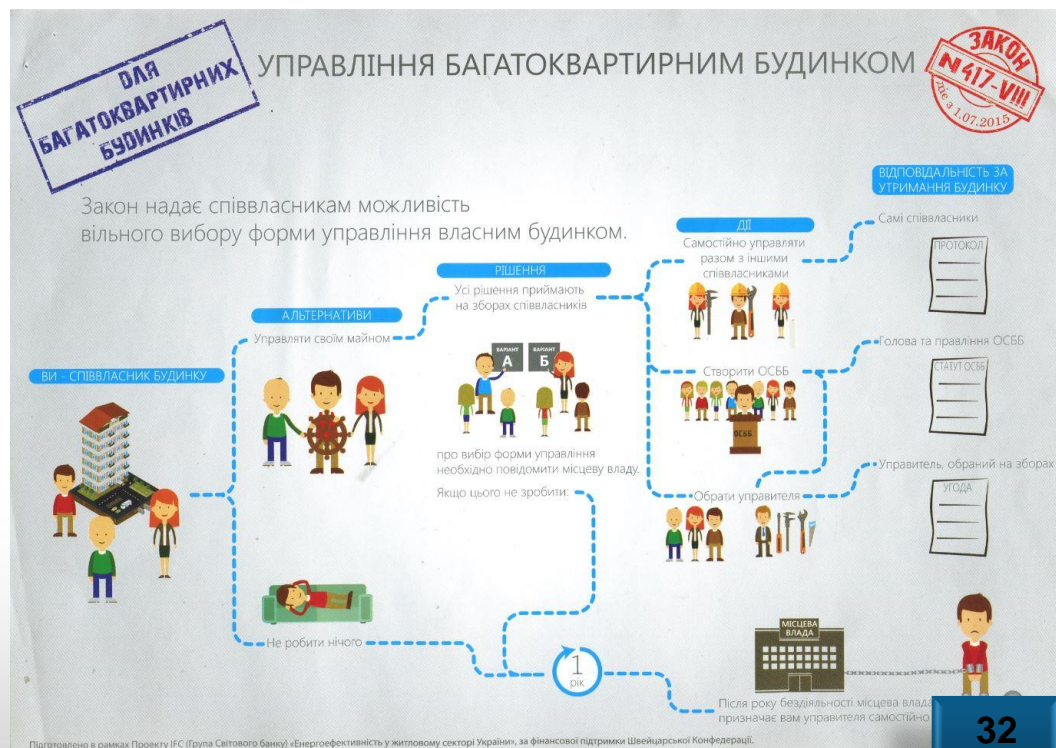 ДЛЯ
БАГАТОКВАРТИРНИХ
БУДИНКІВ
УПРАВЛІННЯ БАГАТОКВАРТИРНИМ БУДИНКОМ
ЗАКОН
№417-VIII
діє з 1.07.2015
Закон надає співвласникам можливість
вільного вибору форми управління власним будинком.
ВИ - СПІВВЛАСНИК БУДИНКУ
АЛЬТЕРНАТИВИ
Управляти своїм майном
Не робити нічого
РІШЕННЯ
Усі рішення приймають
на зборах співвласників
ВАРІАНТ
А
ВАРІАНТ
Б
про вибір форми управління
необхідно повідомити місцеву владу.
Якщо цього не зробити:
1
рік
ДІЇ
Самостійно управляти
разом з іншими
співвласниками
Створити ОСББ
ОСББ
Обрати управителя
ВІДПОВІДАЛЬНІСТЬ ЗА
УТРИМАННЯ БУДИНКУ
Самі співвласники
ПРОТОКОЛ
Голова та правління ОСББ
СТАТУТ ОСББ
Управитель, обраний на зборах
УГОДА
МІСЦЕВА
ВЛАДА
Після року бездіяльності місцева влада
призначає вам управителя самостійно
Підготовлено в рамках Проекту IFC (Група Світового банку) «Енергоефективність у житловому секторі України», за фінансової підтримки Швейцарської Конфедерації.
32